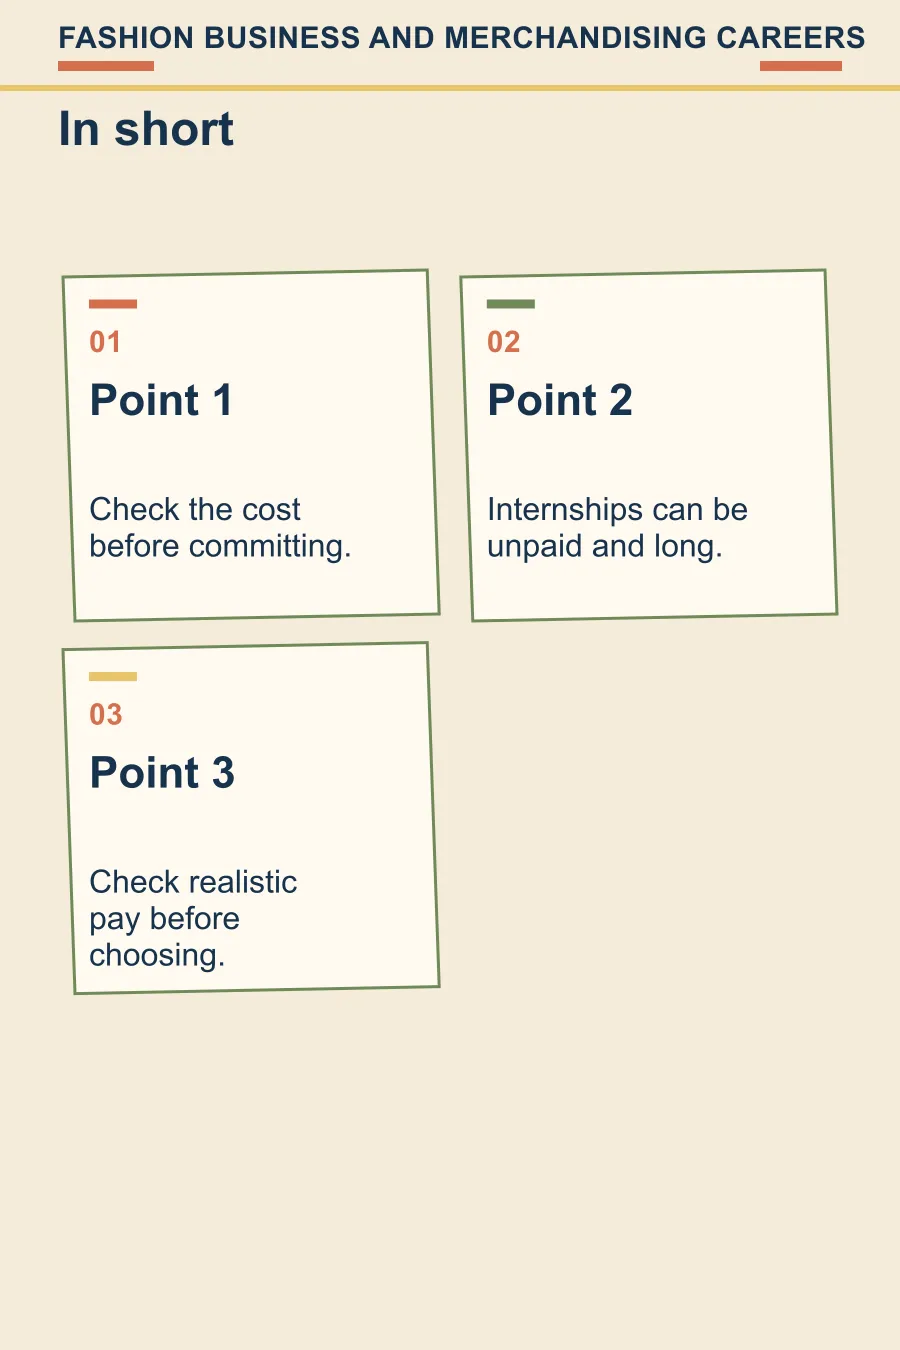 FASHION BUSINESS AND MERCHANDISING CAREERS
In short
01
Point 1
Check the cost
before committing.
02
Point 2
Internships can be
unpaid and long.
03
Point 3
Check realistic
pay before
choosing.